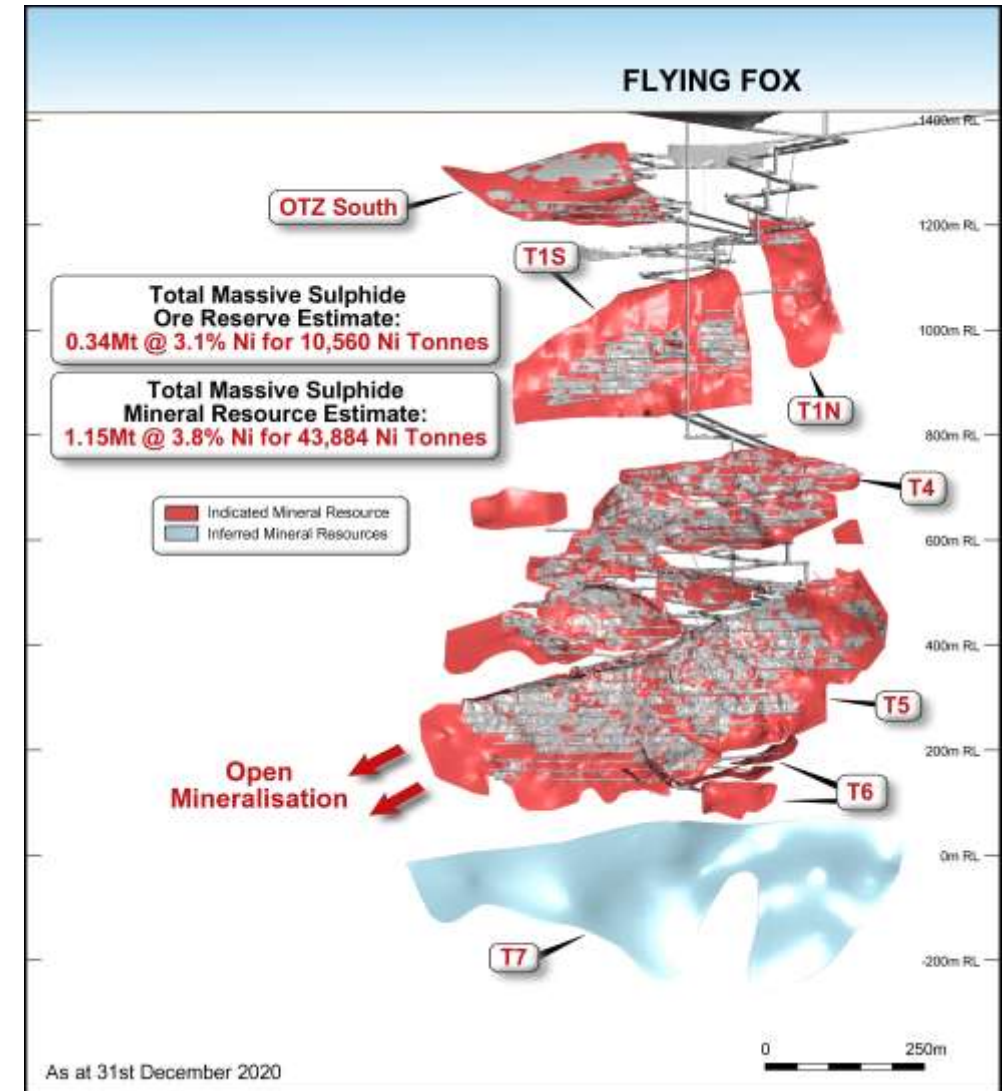 FLYING FOX
1400m RL
OTZ South
1200m RL
T1S
Total Massive Sulphide
Ore Reserve Estimate:
0.34Mt @ 3.1% Ni for 10,560 Ni Tonnes
1000m RL
Total Massive Sulphide
Mineral Resource Estimate:
1.15Mt @ 3.8% Ni for 43,884 Ni Tonnes
T1N
800m RL
T4
Indicated Mineral Resource
Inferred Mineral Resources
600m RL
400m RL
T5
200m RL
Open
Mineralisation
T6
0m RL
T7
-200m RL
0 250m
As at 31st December 2020